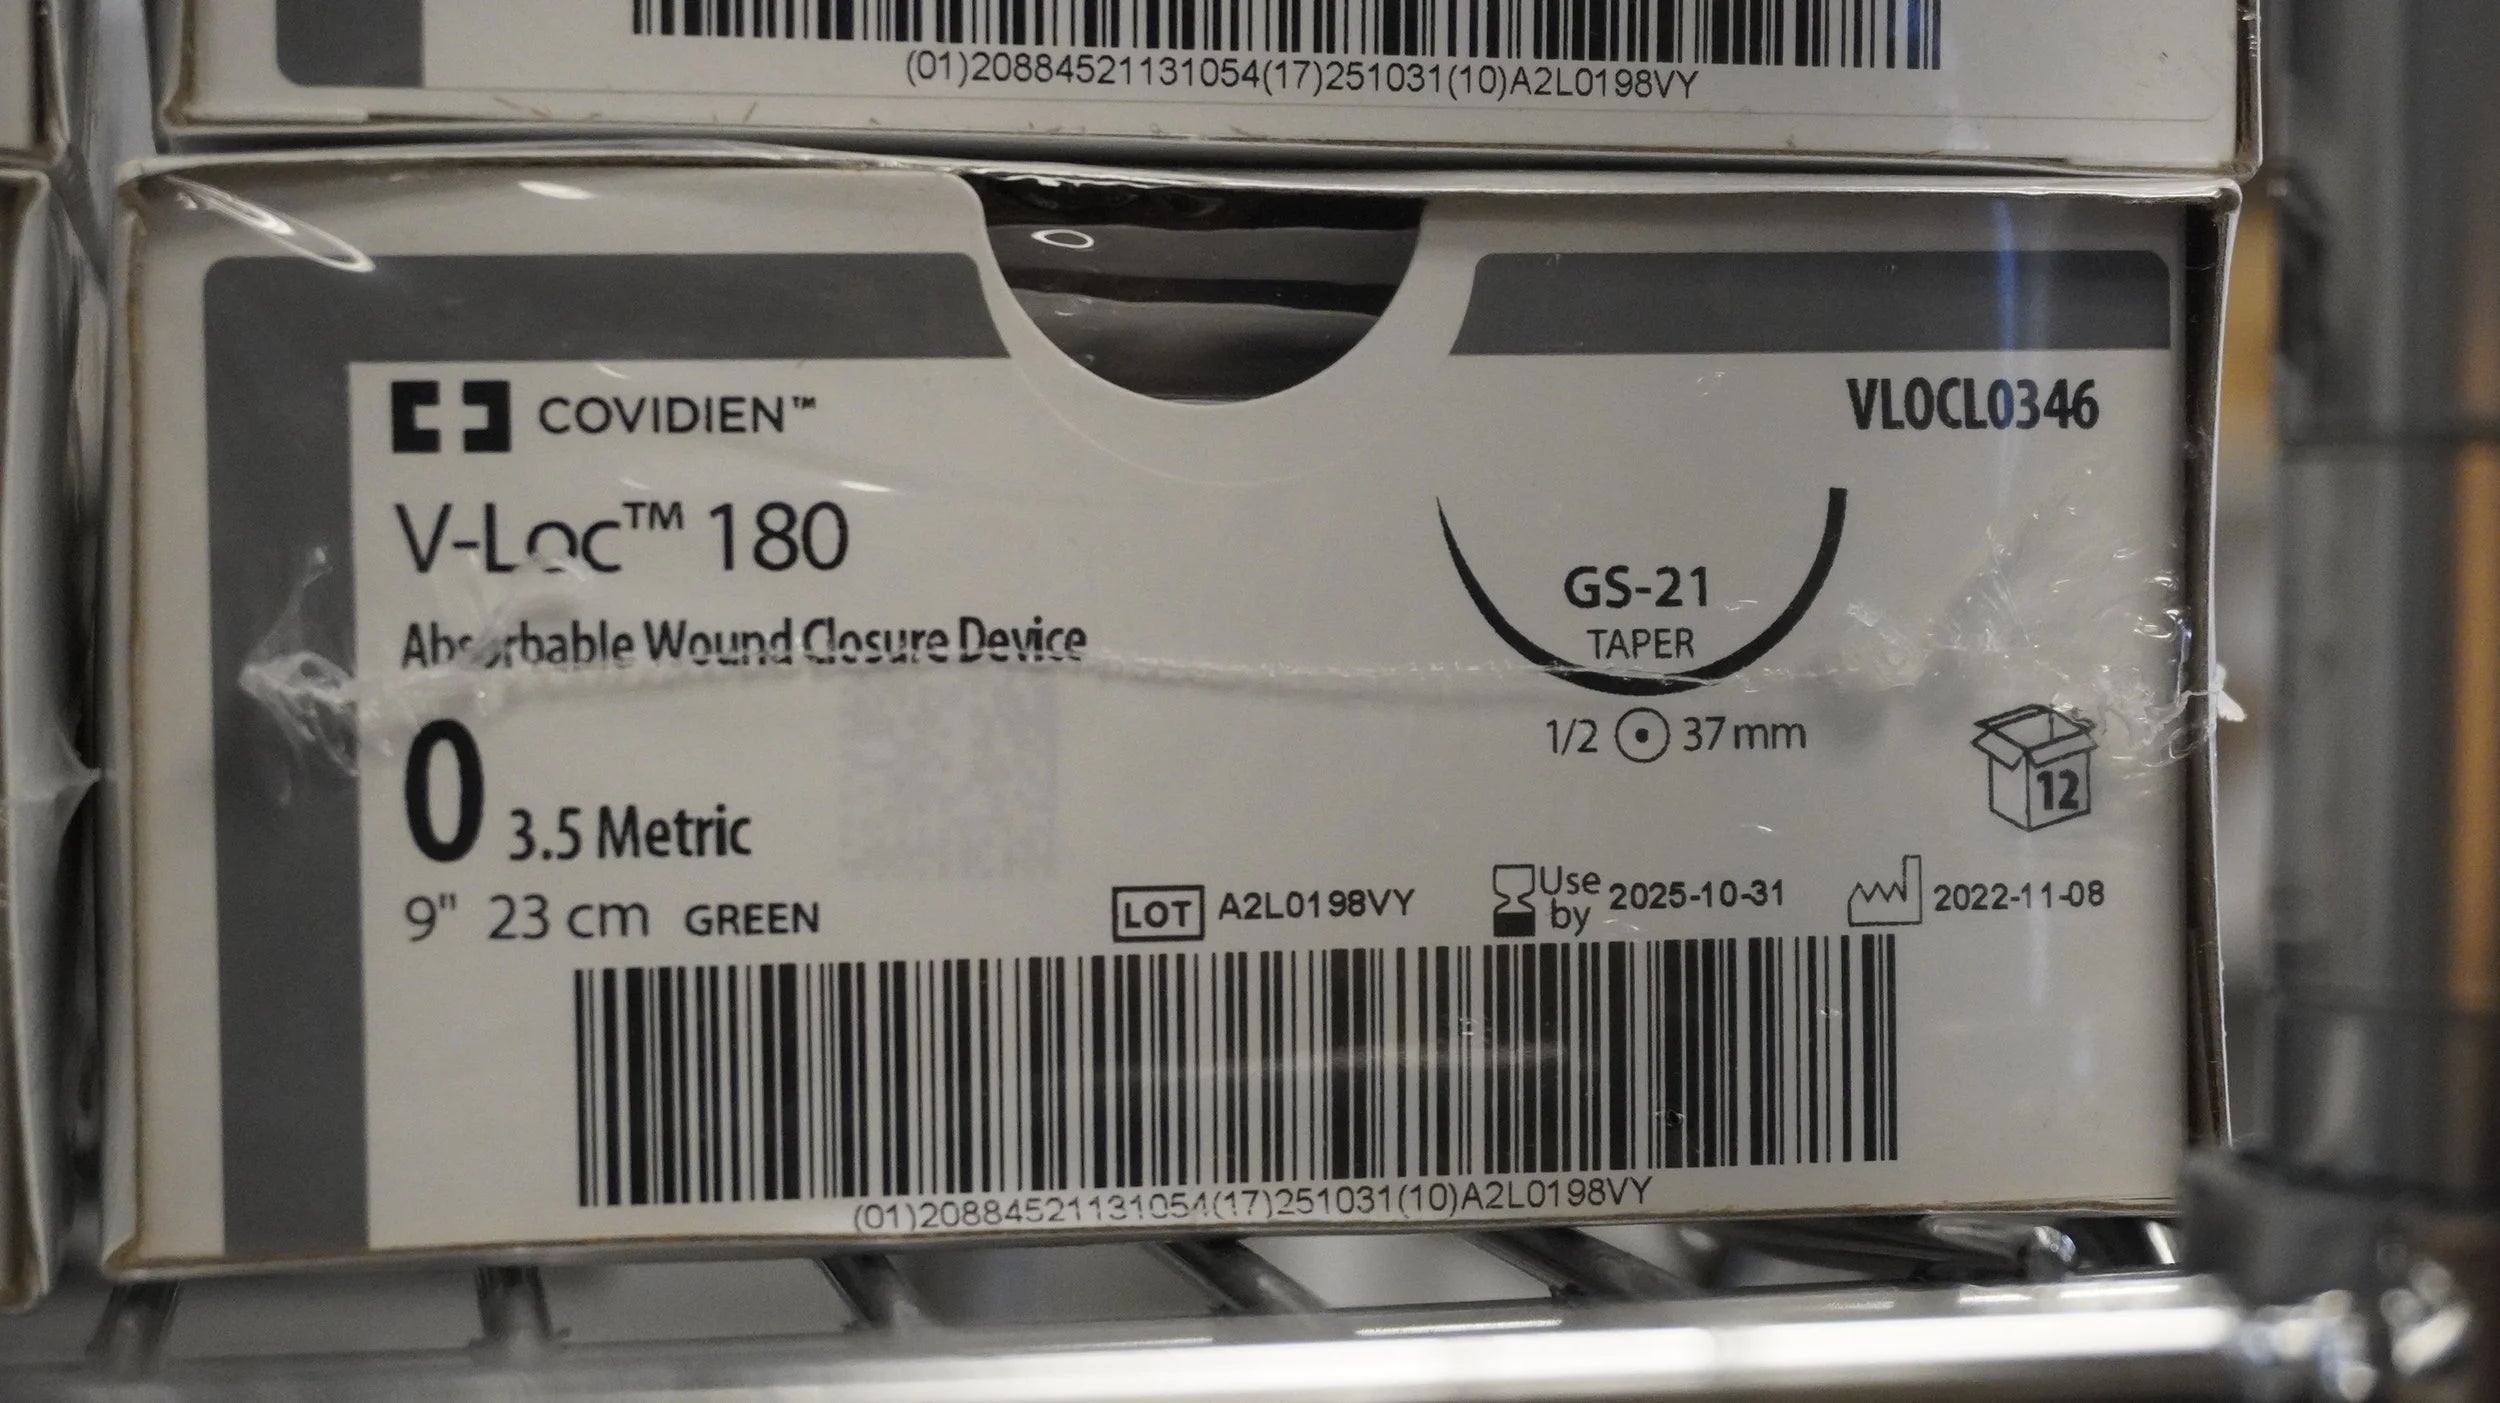 (01)20884521131054(17)251031(10)A2L0198VY
COVIDIEN™
VLOCL0346
V-Loc™ 180
GS-21
TAPER
Absorbable Wound Closure Device
1/2 37mm
12
0 3.5 Metric
9" 23 cm GREEN
LOT A2L0198VY
Use by 2025-10-31
2022-11-08
(01)20884521131054(17)251031(10)A2L0198VY